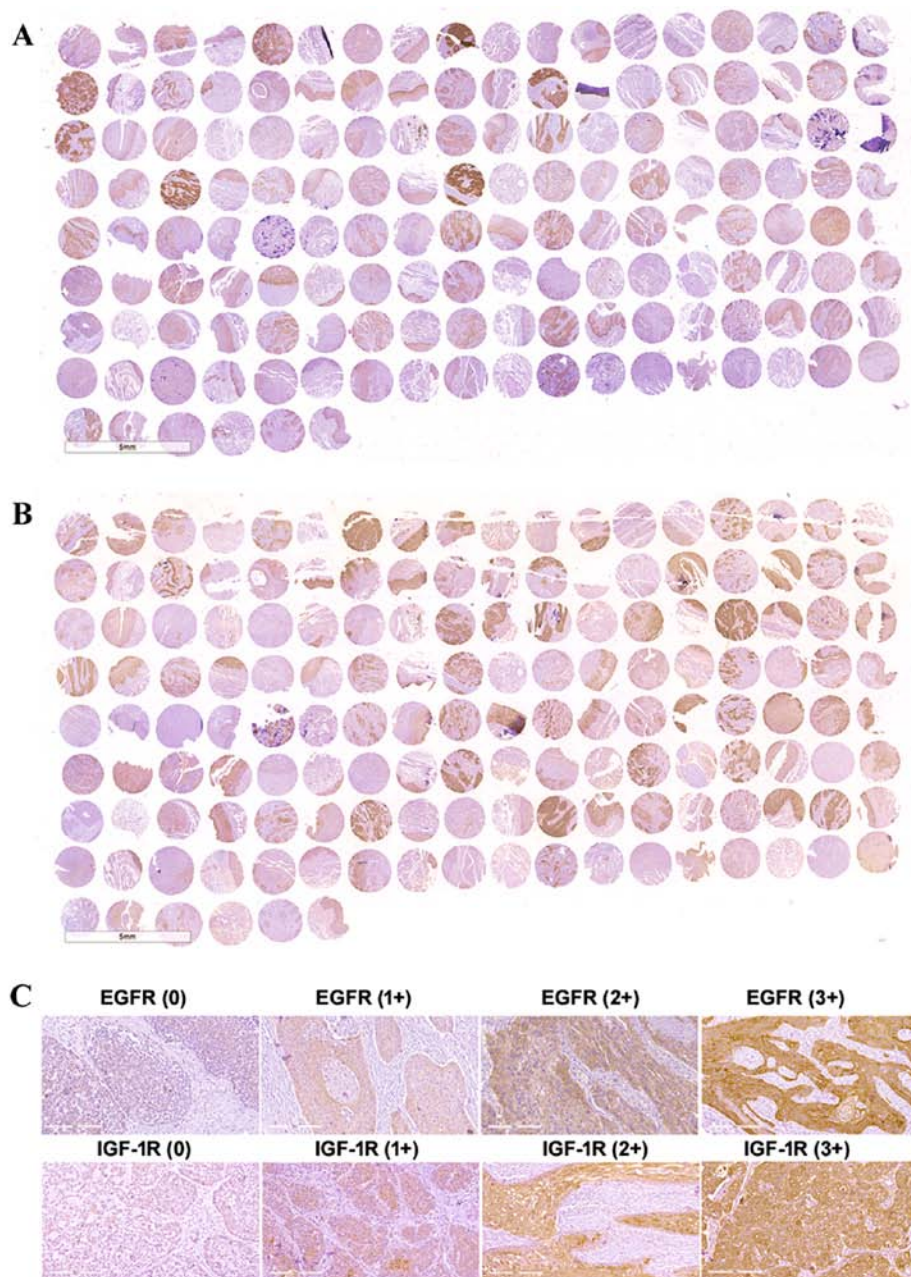 A
5mm
B
5mm
C
EGFR (0) EGFR (1+) EGFR (2+) EGFR (3+)
IGF-1R (0) IGF-1R (1+) IGF-1R (2+) IGF-1R (3+)